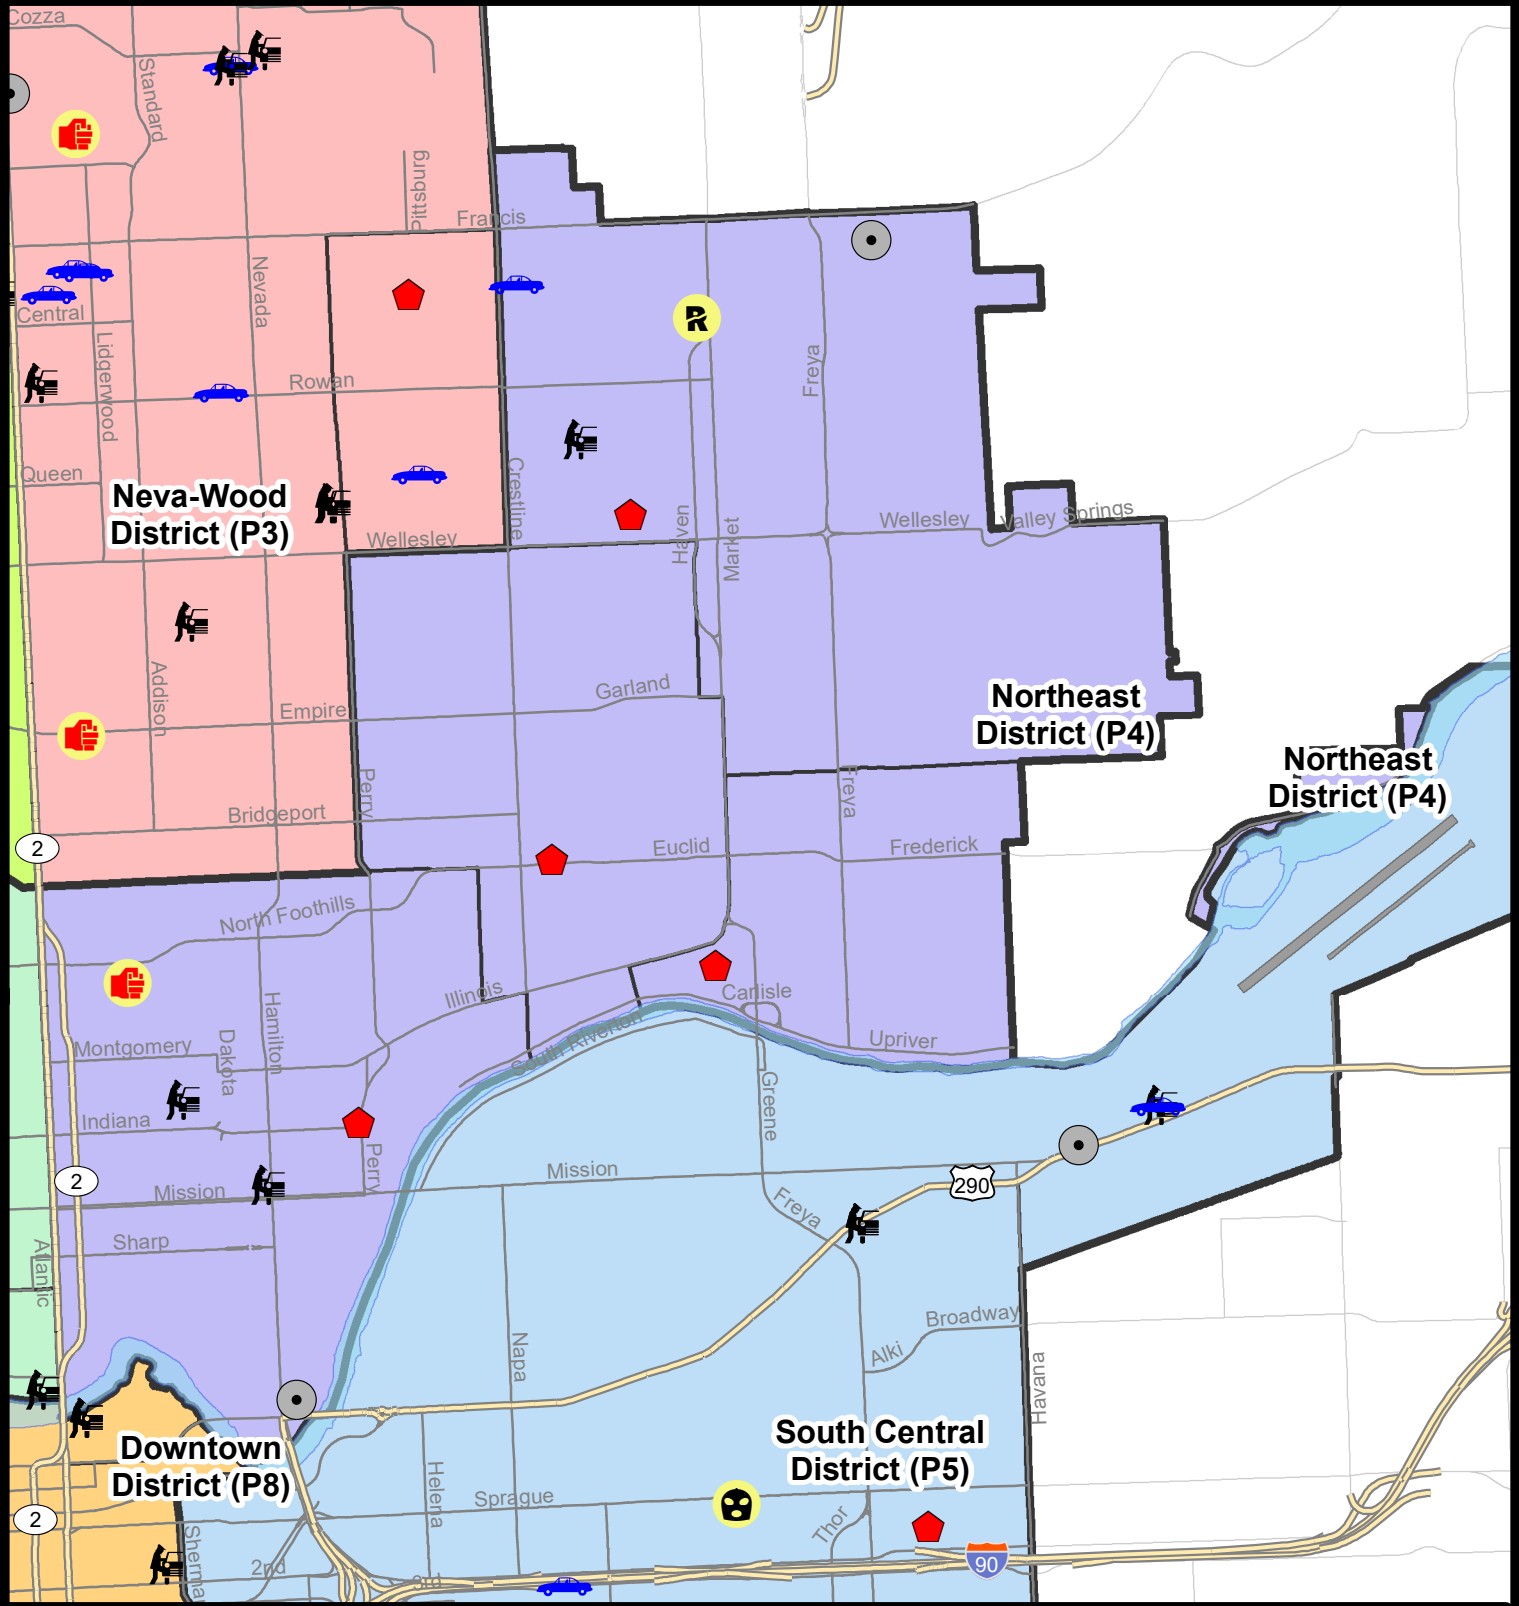 Cozza
Standard
Pittsburg
Francis
Nevada
Central
Lidgerwood
Rowan
Freya
Queen
Crestline
Neva-Wood
District (P3)
Wellesley
Haven
Market
Wellesley
Valley Springs
Addison
Empire
Garland
Northeast
District (P4)
Northeast
District (P4)
Perry
Freya
Bridgeport
2
Euclid
Frederick
North Foothills
Illinois
Carlisle
Hamilton
South Riverton
Upriver
Montgomery
Dakota
Greene
Indiana
Perry
Mission
Mission
2
290
Freya
Sharp
Atlantic
Broadway
Napa
Alki
Havana
South Central
District (P5)
Downtown
District (P8)
Helena
Sprague
Thor
2
2nd
90
3rd